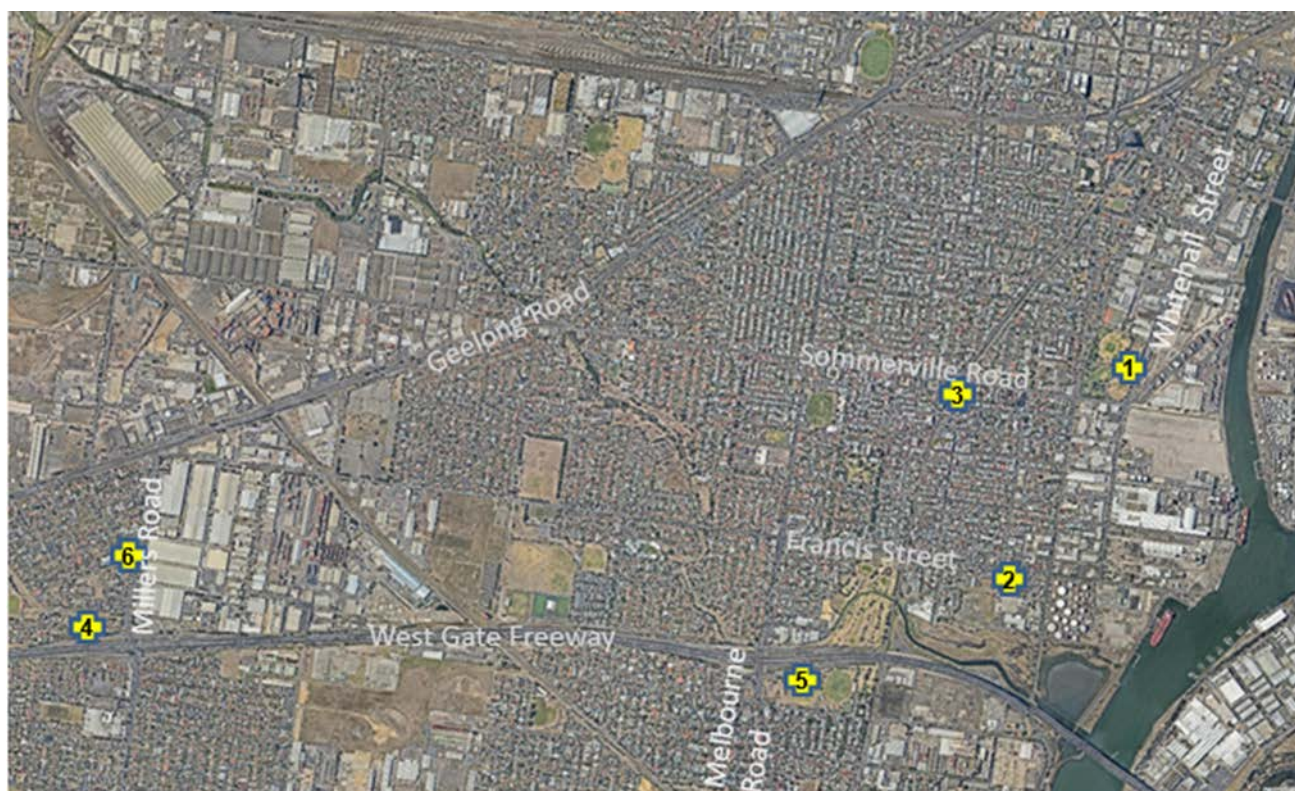 Whitehall Street
Geelong Road
Sommerville Road
1
3
Millers Road
6
Francis Street
2
4
West Gate Freeway
5
Melbourne
Road